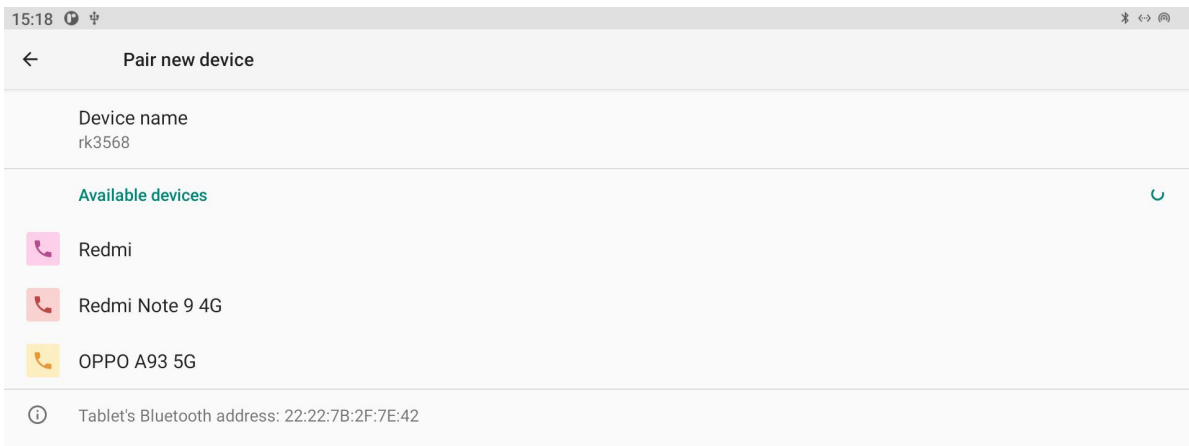 15:18
Pair new device
Device name
rk3568
Available devices
Redmi
Redmi Note 9 4G
OPPO A93 5G
Tablet's Bluetooth address: 22:22:7B:2F:7E:42